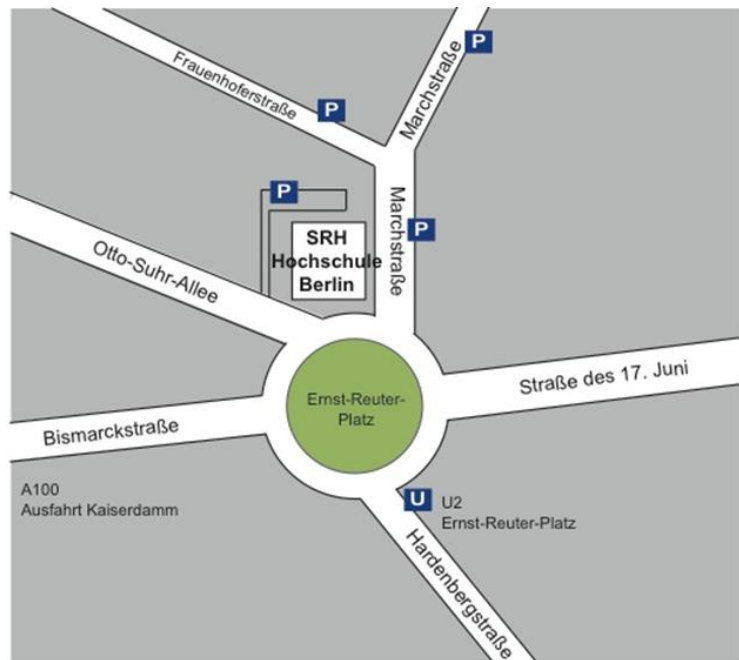 P
Marchstraße
Frauenhoferstraße
P
P
Marchstraße
P
SRH
Hochschule
Berlin
Otto-Suhr-Allee
Straße des 17. Juni
Ernst-Reuter-
Platz
Bismarckstraße
A100
Ausfahrt Kaiserdamm
U
U2
Ernst-Reuter-Platz
Hardenbergstraße